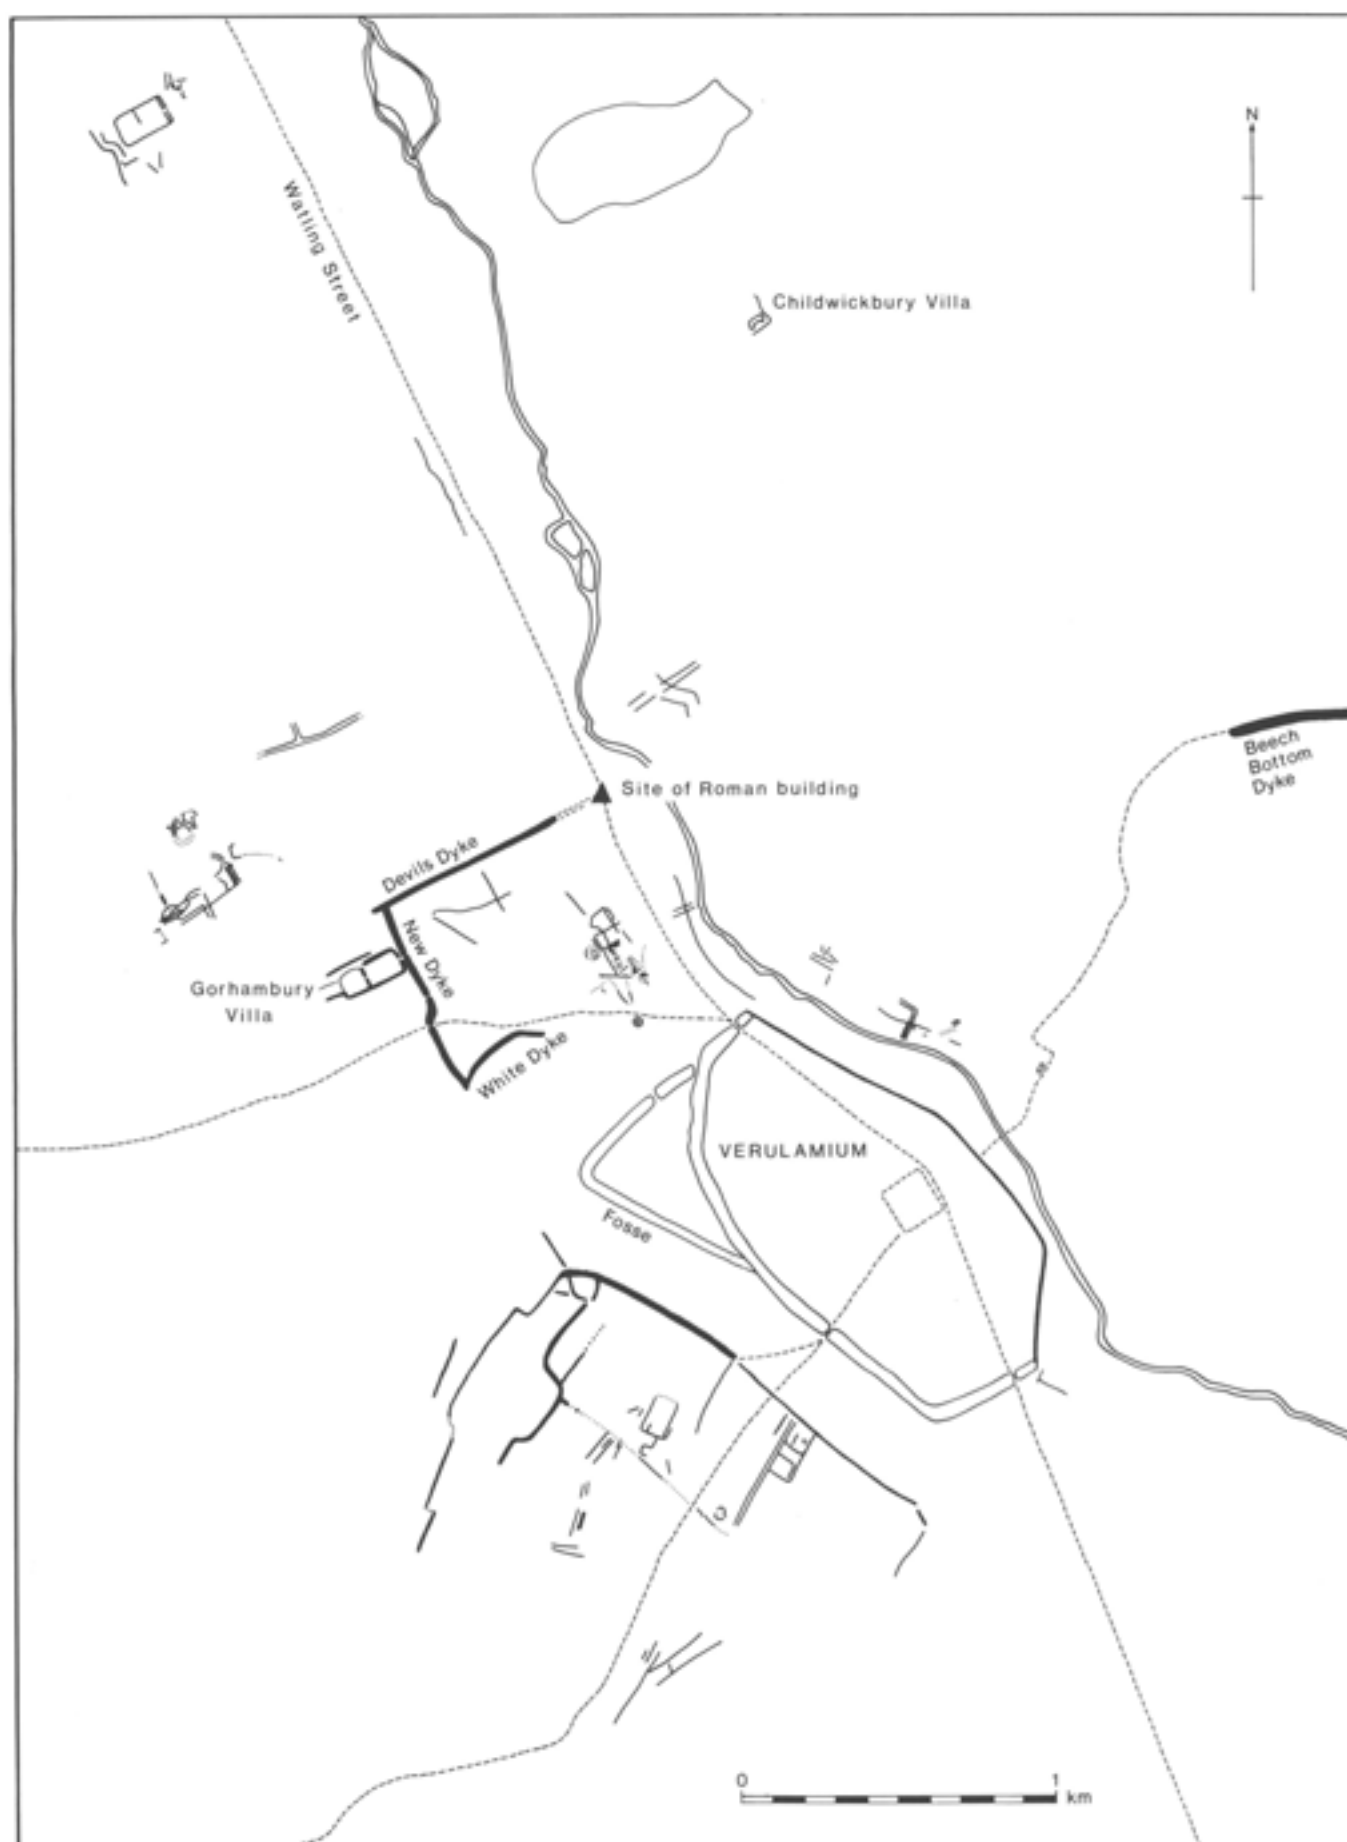 N
Watling Street
Childwickbury Villa
Beech
Bottom
Dyke
Site of Roman building
Devils Dyke
New Dyke
Gorhambury
Villa
White Dyke
VERULAMIUM
Fosse
0 1
km